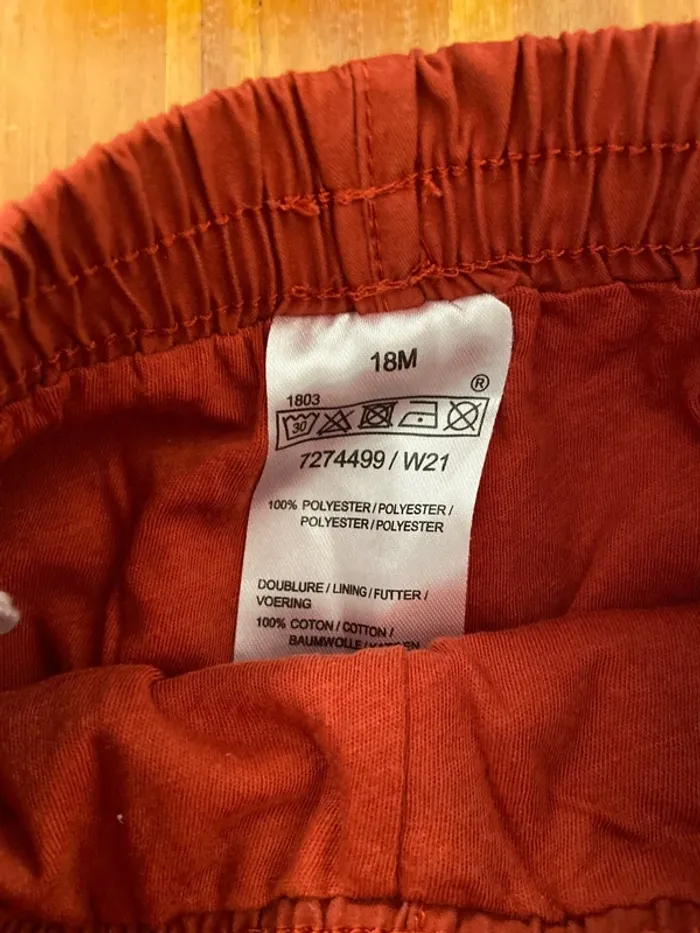 18M
®
1803
30
7274499 / W21
100% POLYESTER / POLYESTER /
POLYESTER / POLYESTER
DOUBLURE / LINING / FUTTER /
VOERING
100% COTON / COTTON /
BAUMWOLLE /